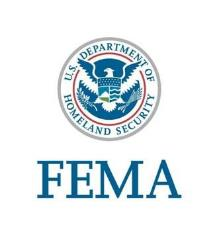 U.S. DEPARTMENT OF
HOMELAND SECURITY
FEMA